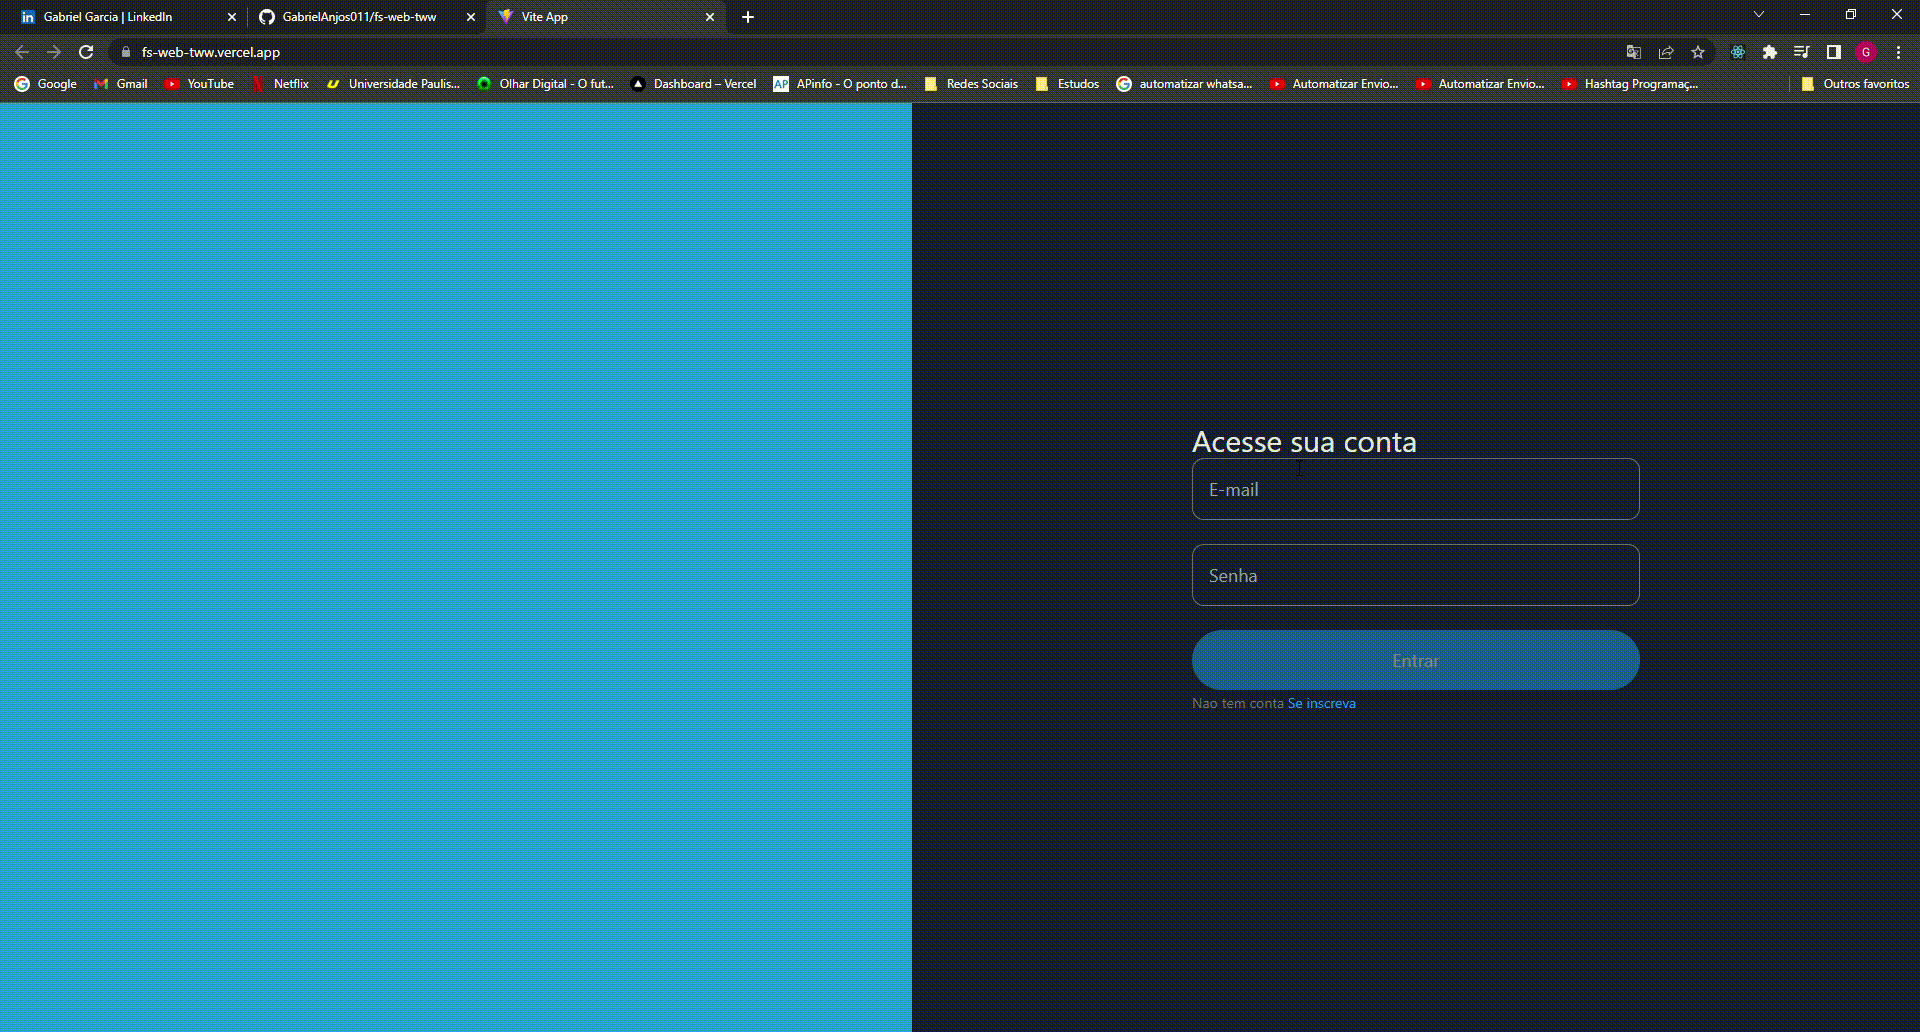 Gabriel Garcia | LinkedIn
GabrielAnjos011/fs-web-tww
Vite App
fs-web-tww.vercel.app
G
Google
Gmail
YouTube
Netflix
Universidade Paulis...
Olhar Digital - O fut...
Dashboard – Vercel
AP
APinfo - O ponto d...
Redes Sociais
Estudos
automatizar whatsa...
Automatizar Envio...
Automatizar Envio...
Hashtag Programaç...
Outros favoritos
Acesse sua conta
E-mail
Senha
Entrar
Nao tem conta Se inscreva